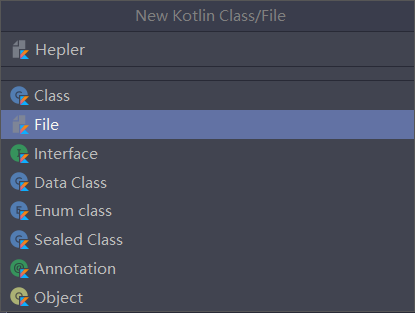 New Kotlin Class/File
Hepler
Class
File
Interface
Data Class
Enum class
Sealed Class
Annotation
Object